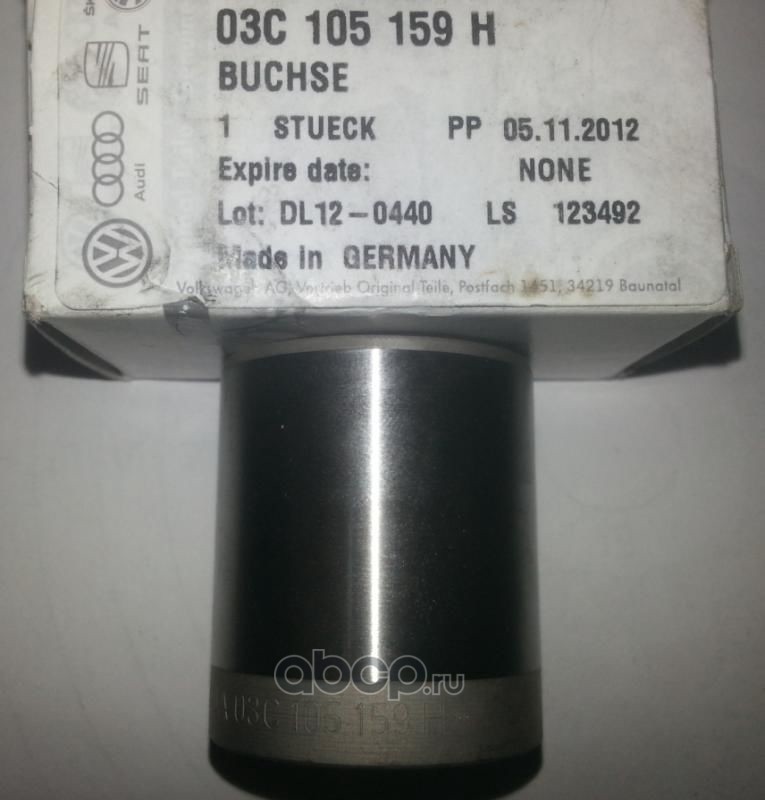 03C 105 159 H
BUCHSE
1 STUECK PP 05.11.2012
Expire date: NONE
Lot: DL12-0440 LS 123492
Made in GERMANY
Volkswagen AG, Vertrieb Original Teile, Postfach 1451, 34219 Baunatal
SEAT
Audi
abcp.ru
A 03C 105 159 H